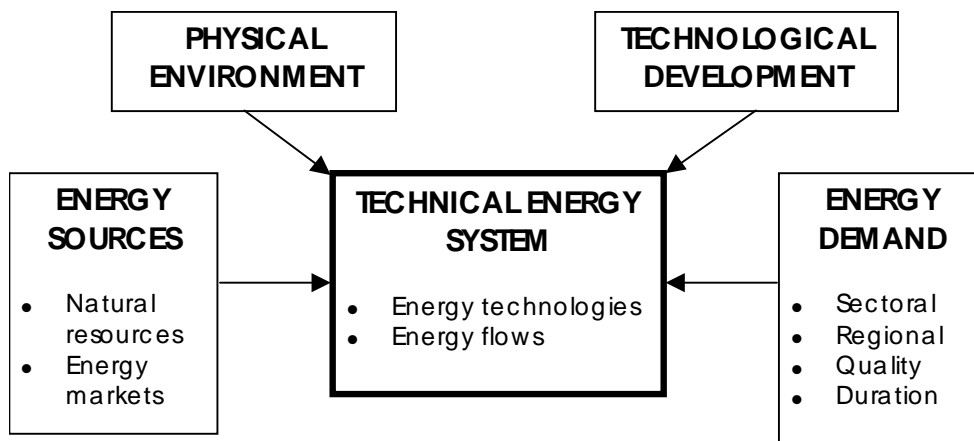 PHYSICAL
ENVIRONMENT
TECHNOLOGICAL
DEVELOPMENT
ENERGY
SOURCES
• Natural
resources
• Energy
markets
TECHNICAL ENERGY
SYSTEM
• Energy technologies
• Energy flows
ENERGY
DEMAND
• Sectoral
• Regional
• Quality
• Duration